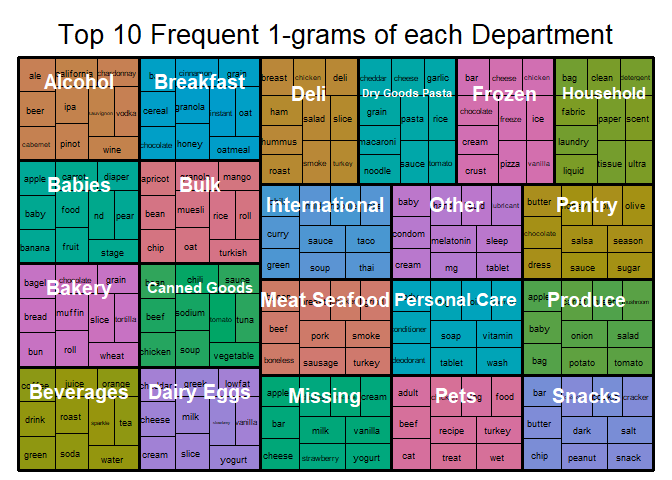 Top 10 Frequent 1-grams of each Department
Alcohol
ale california chardonnay
beer ipa sauvignon vodka
cabernet pinot wine
Breakfast
cinnamon grain
cereal granola instant oat
chocolate honey oatmeal
Deli
breast chicken deli
ham salad slice
hummus
roast smoke turkey
Dry Goods Pasta
cheddar cheese garlic
grain pasta rice
macaroni
noodle sauce tomato
Frozen
bar cheese chicken
chocolate freeze ice
cream
crust pizza vanilla
Household
bag clean detergent
fabric paper scent
laundry
liquid tissue ultra
Babies
apple carrot diaper
baby food nd pear
banana fruit stage
Bulk
apricot granola mango
bean muesli rice roll
chip oat turkish
International
curry sauce taco
green soup thai
Other
baby lubricant
condom melatonin sleep
cream mg tablet
Pantry
butter olive
chocolate salsa season
dress sauce sugar
Bakery
bagel chocolate grain
bread muffin slice tortilla
bun roll wheat
Canned Goods
bean chili sauce
beef sodium tomato tuna
chicken soup vegetable
Meat Seafood
beef pork smoke
boneless sausage turkey
Personal Care
conditioner soap vitamin
deodorant tablet wash
Produce
apple mushroom
baby onion salad
bag potato tomato
Beverages
coffee juice orange
drink roast sparkle tea
green soda water
Dairy Eggs
cheddar greek lowfat
cheese milk vanilla
cream slice yogurt
Missing
apple cream
bar milk vanilla
cheese strawberry yogurt
Pets
adult food
beef recipe turkey
cat treat wet
Snacks
bar cracker
butter dark salt
chip peanut snack